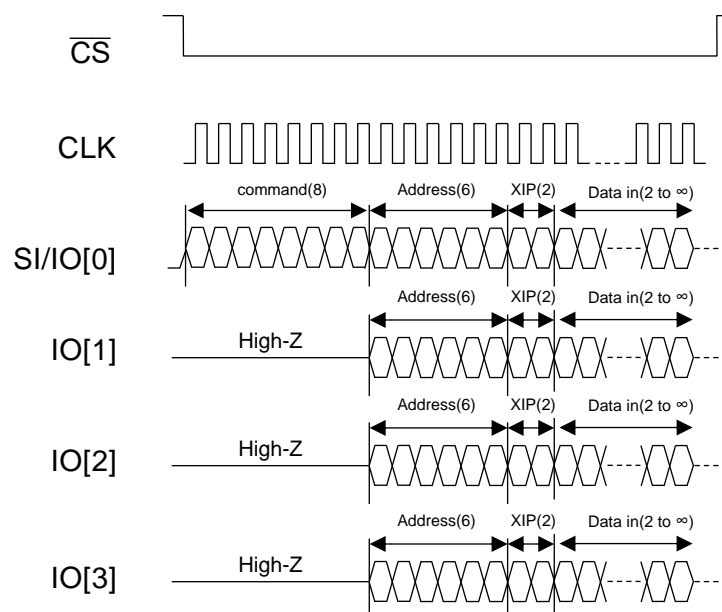 CS
CLK
command(8) Address(6) XIP(2) Data in(2 to ∞)
SI/IO[0]
Address(6) XIP(2) Data in(2 to ∞)
IO[1] High-Z
Address(6) XIP(2) Data in(2 to ∞)
IO[2] High-Z
Address(6) XIP(2) Data in(2 to ∞)
IO[3] High-Z